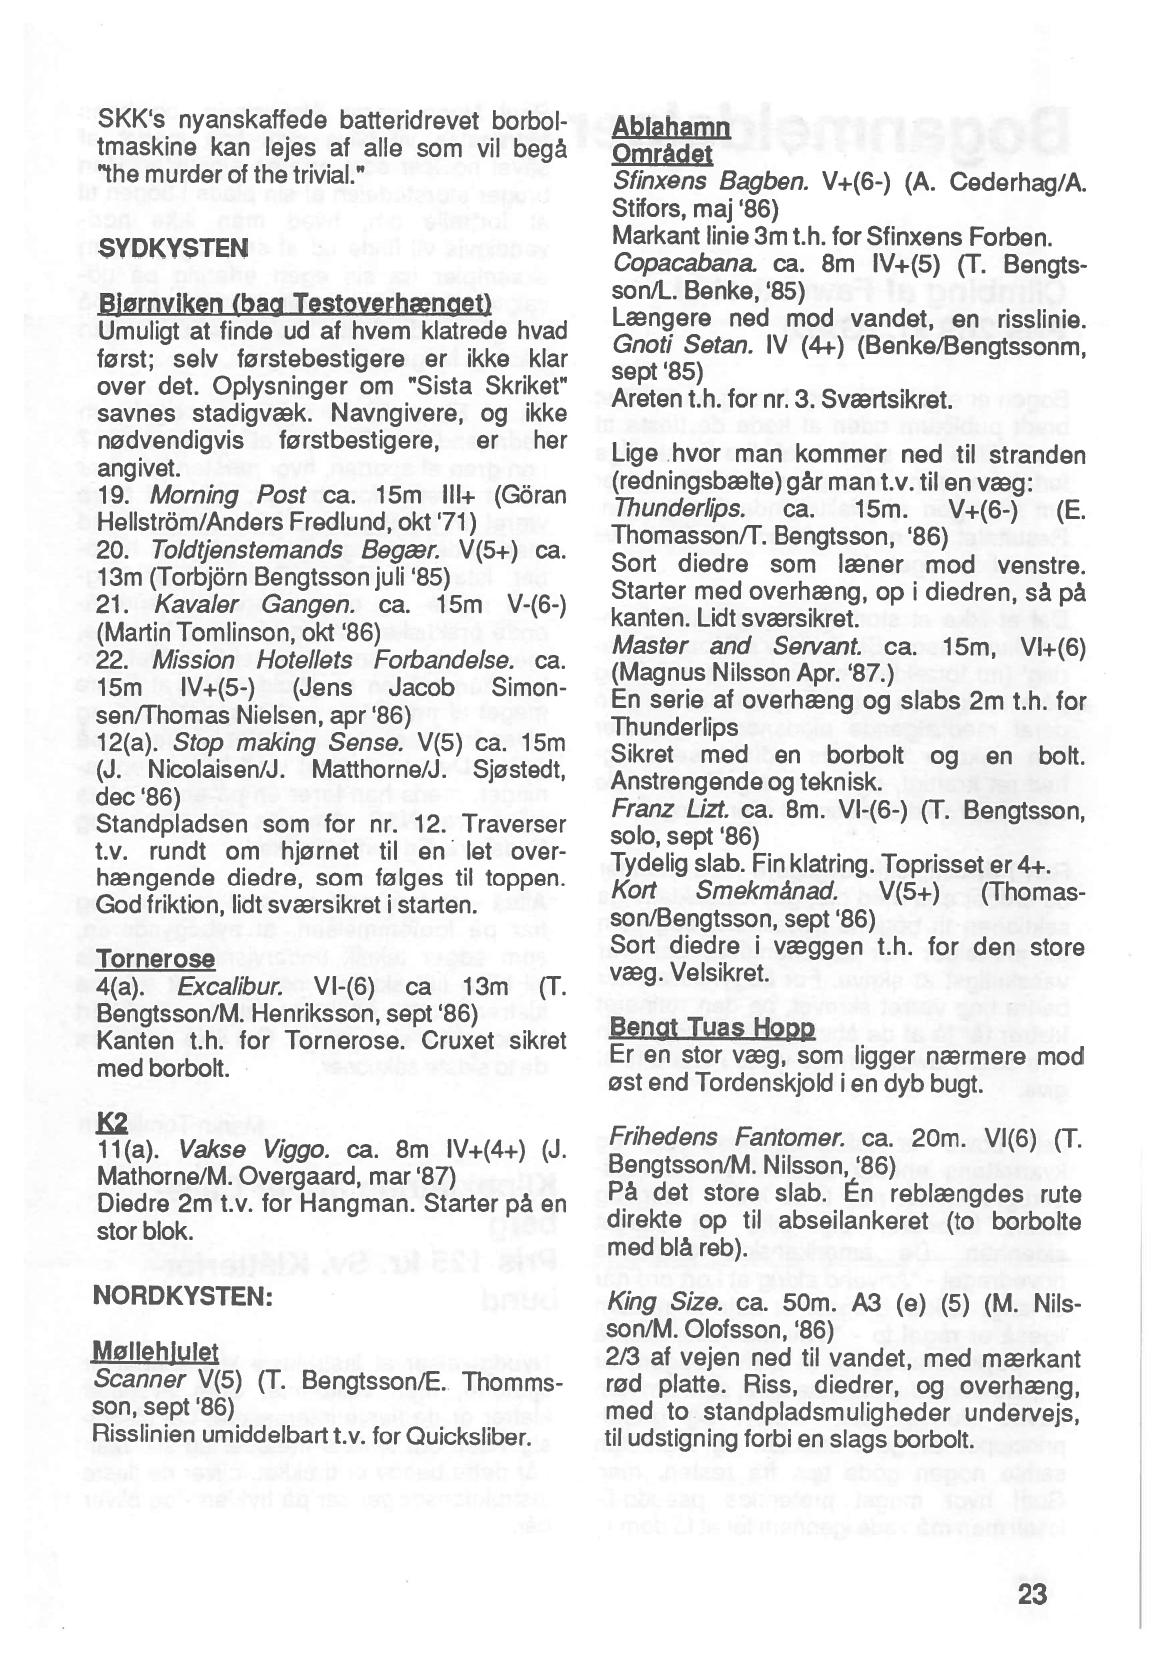 SKK's nyanskaffede batteridrevet borbol-
tmaskine kan lejes af alle som vil begå
"the murder of the trivial."
SYDKYSTEN
Bjørnviken (bag Testoverhænget)
Umuligt at finde ud af hvem klatrede hvad
først; selv førstebestigere er ikke klar
over det. Oplysninger om "Sista Skriket"
savnes stadigvæk. Navngivere, og ikke
nødvendigvis førstbestigere, er her
angivet.
19. Morning Post ca. 15m III+ (Göran
Hellström/Anders Fredlund, okt '71)
20. Toldtjenstemands Begær. V(5+) ca.
13m (Torbjörn Bengtsson juli '85)
21. Kavaler Gangen. ca. 15m V-(6-)
(Martin Tomlinson, okt '86)
22. Mission Hotellets Forbandelse. ca.
15m IV+(5-) (Jens Jacob Simon-
sen/Thomas Nielsen, apr '86)
12(a). Stop making Sense. V(5) ca. 15m
(J. Nicolaisen/J. Matthorne/J. Sjøstedt,
dec '86)
Standpladsen som for nr. 12. Traverser
t.v. rundt om hjørnet til en let over-
hængende diedre, som følges til toppen.
God friktion, lidt sværsikret i starten.
Tornerose
4(a). Excalibur. VI-(6) ca 13m (T.
Bengtsson/M. Henriksson, sept '86)
Kanten t.h. for Tornerose. Cruxet sikret
med borbolt.
K2
11(a). Vakse Viggo. ca. 8m IV+(4+) (J.
Mathorne/M. Overgaard, mar '87)
Diedre 2m t.v. for Hangman. Starter på en
stor blok.
NORDKYSTEN:
Møllehjulet
Scanner V(5) (T. Bengtsson/E. Thomms-
son, sept '86)
Risslinien umiddelbart t.v. for Quicksliber.
Ablahamn
Området
Sfinxens Bagben. V+(6-) (A. Cederhag/A.
Stifors, maj '86)
Markant linie 3m t.h. for Sfinxens Forben.
Copacabana. ca. 8m IV+(5) (T. Bengts-
son/L. Benke, '85)
Længere ned mod vandet, en risslinie.
Gnoti Setan. IV (4+) (Benke/Bengtssonm,
sept '85)
Areten t.h. for nr. 3. Sværtsikret.
Lige hvor man kommer ned til stranden
(redningsbælte) går man t.v. til en væg:
Thunderlips. ca. 15m. V+(6-) (E.
Thomasson/T. Bengtsson, '86)
Sort diedre som læner mod venstre.
Starter med overhæng, op i diedren, så på
kanten. Lidt sværsikret.
Master and Servant. ca. 15m, VI+(6)
(Magnus Nilsson Apr. '87.)
En serie af overhæng og slabs 2m t.h. for
Thunderlips
Sikret med en borbolt og en bolt.
Anstrengende og teknisk.
Franz Lizt. ca. 8m. VI-(6-) (T. Bengtsson,
solo, sept '86)
Tydelig slab. Fin klatring. Toprisset er 4+.
Kort Smekmånad. V(5+) (Thomas-
son/Bengtsson, sept '86)
Sort diedre i væggen t.h. for den store
væg. Velsikret.
Bengt Tuas Hopp
Er en stor væg, som ligger nærmere mod
øst end Tordenskjold i en dyb bugt.
Frihedens Fantomer. ca. 20m. VI(6) (T.
Bengtsson/M. Nilsson, '86)
På det store slab. Én reblængdes rute
direkte op til abseilankeret (to borbolte
med blå reb).
King Size. ca. 50m. A3 (e) (5) (M. Nils-
son/M. Olofsson, '86)
2/3 af vejen ned til vandet, med mærkant
rød platte. Riss, diedrer, og overhæng,
med to standpladsmuligheder undervejs,
til udstigning forbi en slags borbolt.
23